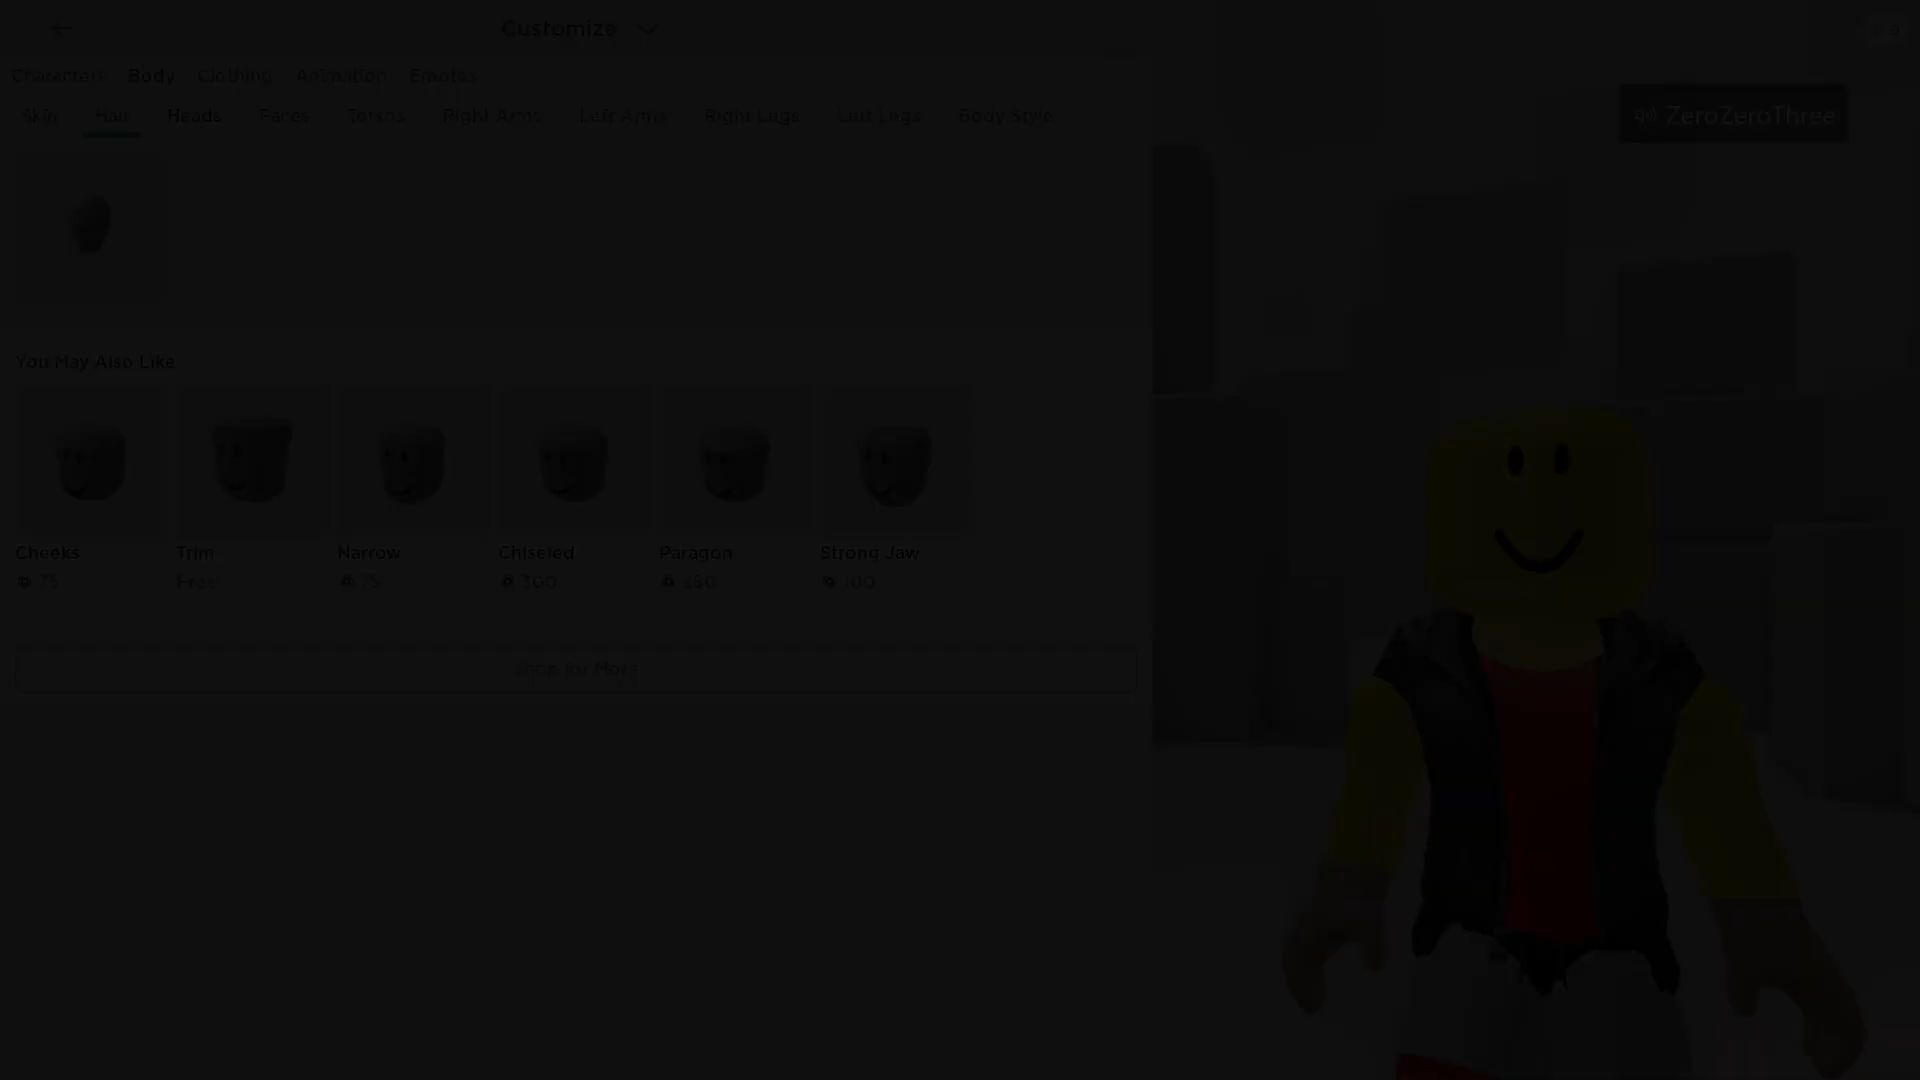 Customize
Characters Body Clothing Animation Emotes
Skin Hair Heads Faces Torsos Right Arms Left Arms Right Legs Left Legs Body Style
ZeroZeroThree
You May Also Like
Cheeks Trim Narrow Chiseled Paragon Strong Jaw
75 Free 75 300 250 100
Shop for More